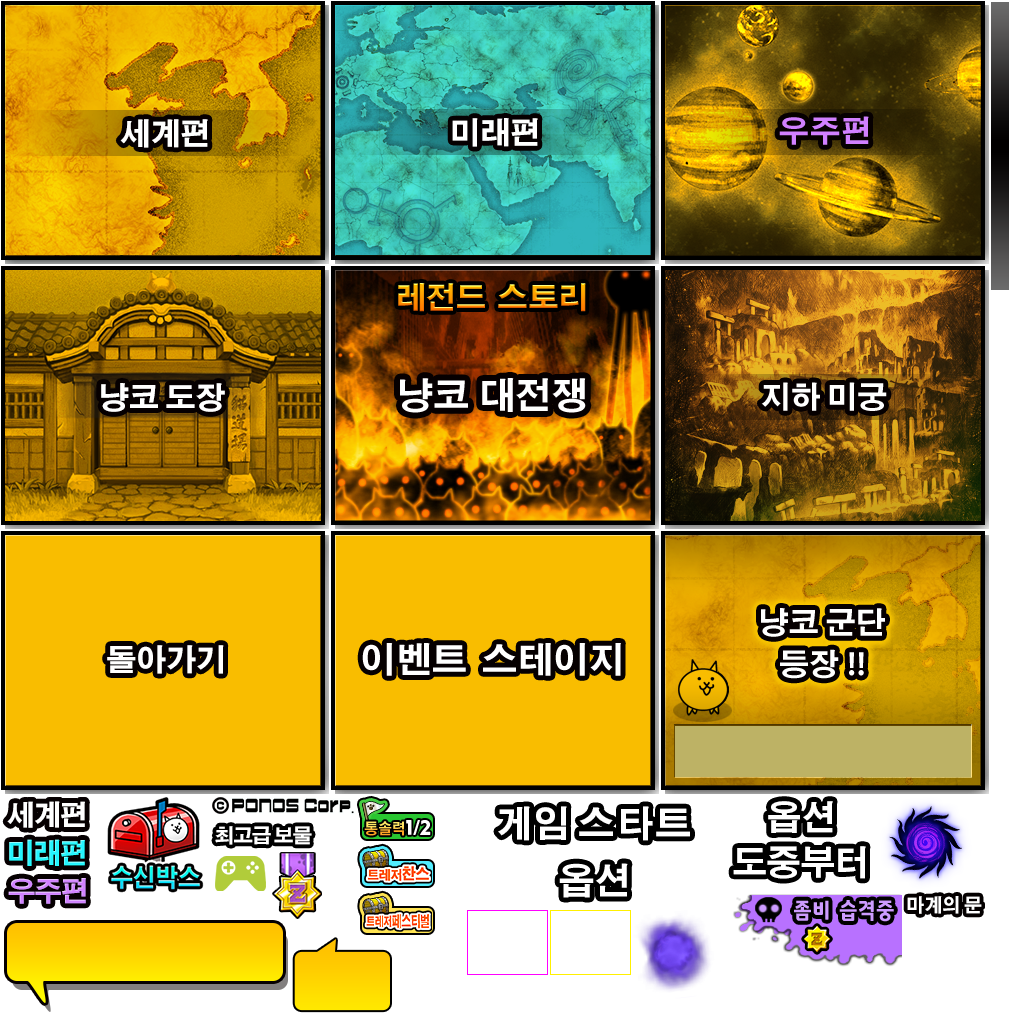 세계편
미래편
우주편
냥코 도장
레전드 스토리
냥코 대전쟁
지하 미궁
돌아가기
이벤트 스테이지
냥코 군단
등장 !!
세계편
미래편
우주편
수신박스
© PONOS Corp.
최고급 보물
Z
통솔력1/2
트레저찬스
트레저페스티벌
게임 스타트
옵션
옵션
도중부터
좀비 습격중
Z
마계의 문